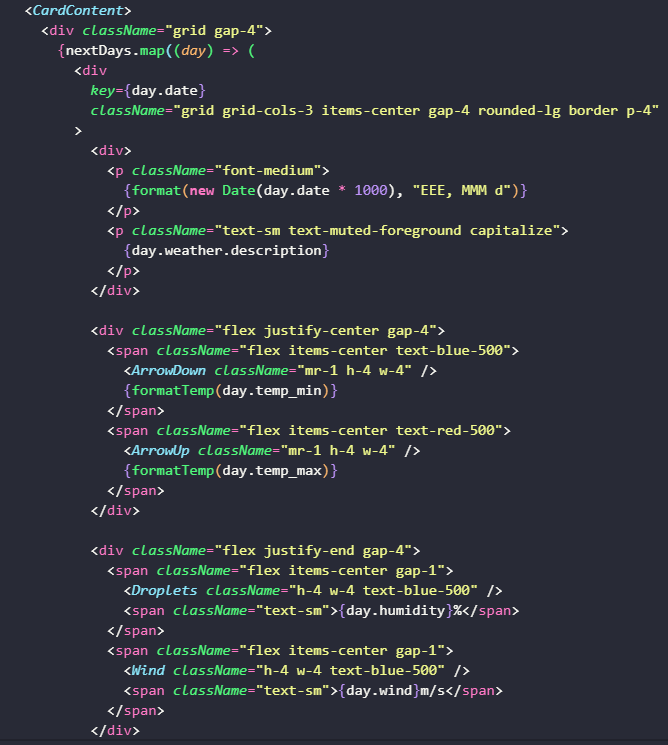 <CardContent>
<div className="grid gap-4">
{nextDays.map((day) => (
<div
key={day.date}
className="grid grid-cols-3 items-center gap-4 rounded-lg border p-4"
>
<div>
<p className="font-medium">
{format(new Date(day.date * 1000), "EEE, MMM d")}
</p>
<p className="text-sm text-muted-foreground capitalize">
{day.weather.description}
</p>
</div>
<div className="flex justify-center gap-4">
<span className="flex items-center text-blue-500">
<ArrowDown className="mr-1 h-4 w-4" />
{formatTemp(day.temp_min)}
</span>
<span className="flex items-center text-red-500">
<ArrowUp className="mr-1 h-4 w-4" />
{formatTemp(day.temp_max)}
</span>
</div>
<div className="flex justify-end gap-4">
<span className="flex items-center gap-1">
<Droplets className="h-4 w-4 text-blue-500" />
<span className="text-sm">{day.humidity}%</span>
</span>
<span className="flex items-center gap-1">
<Wind className="h-4 w-4 text-blue-500" />
<span className="text-sm">{day.wind}m/s</span>
</span>
</div>